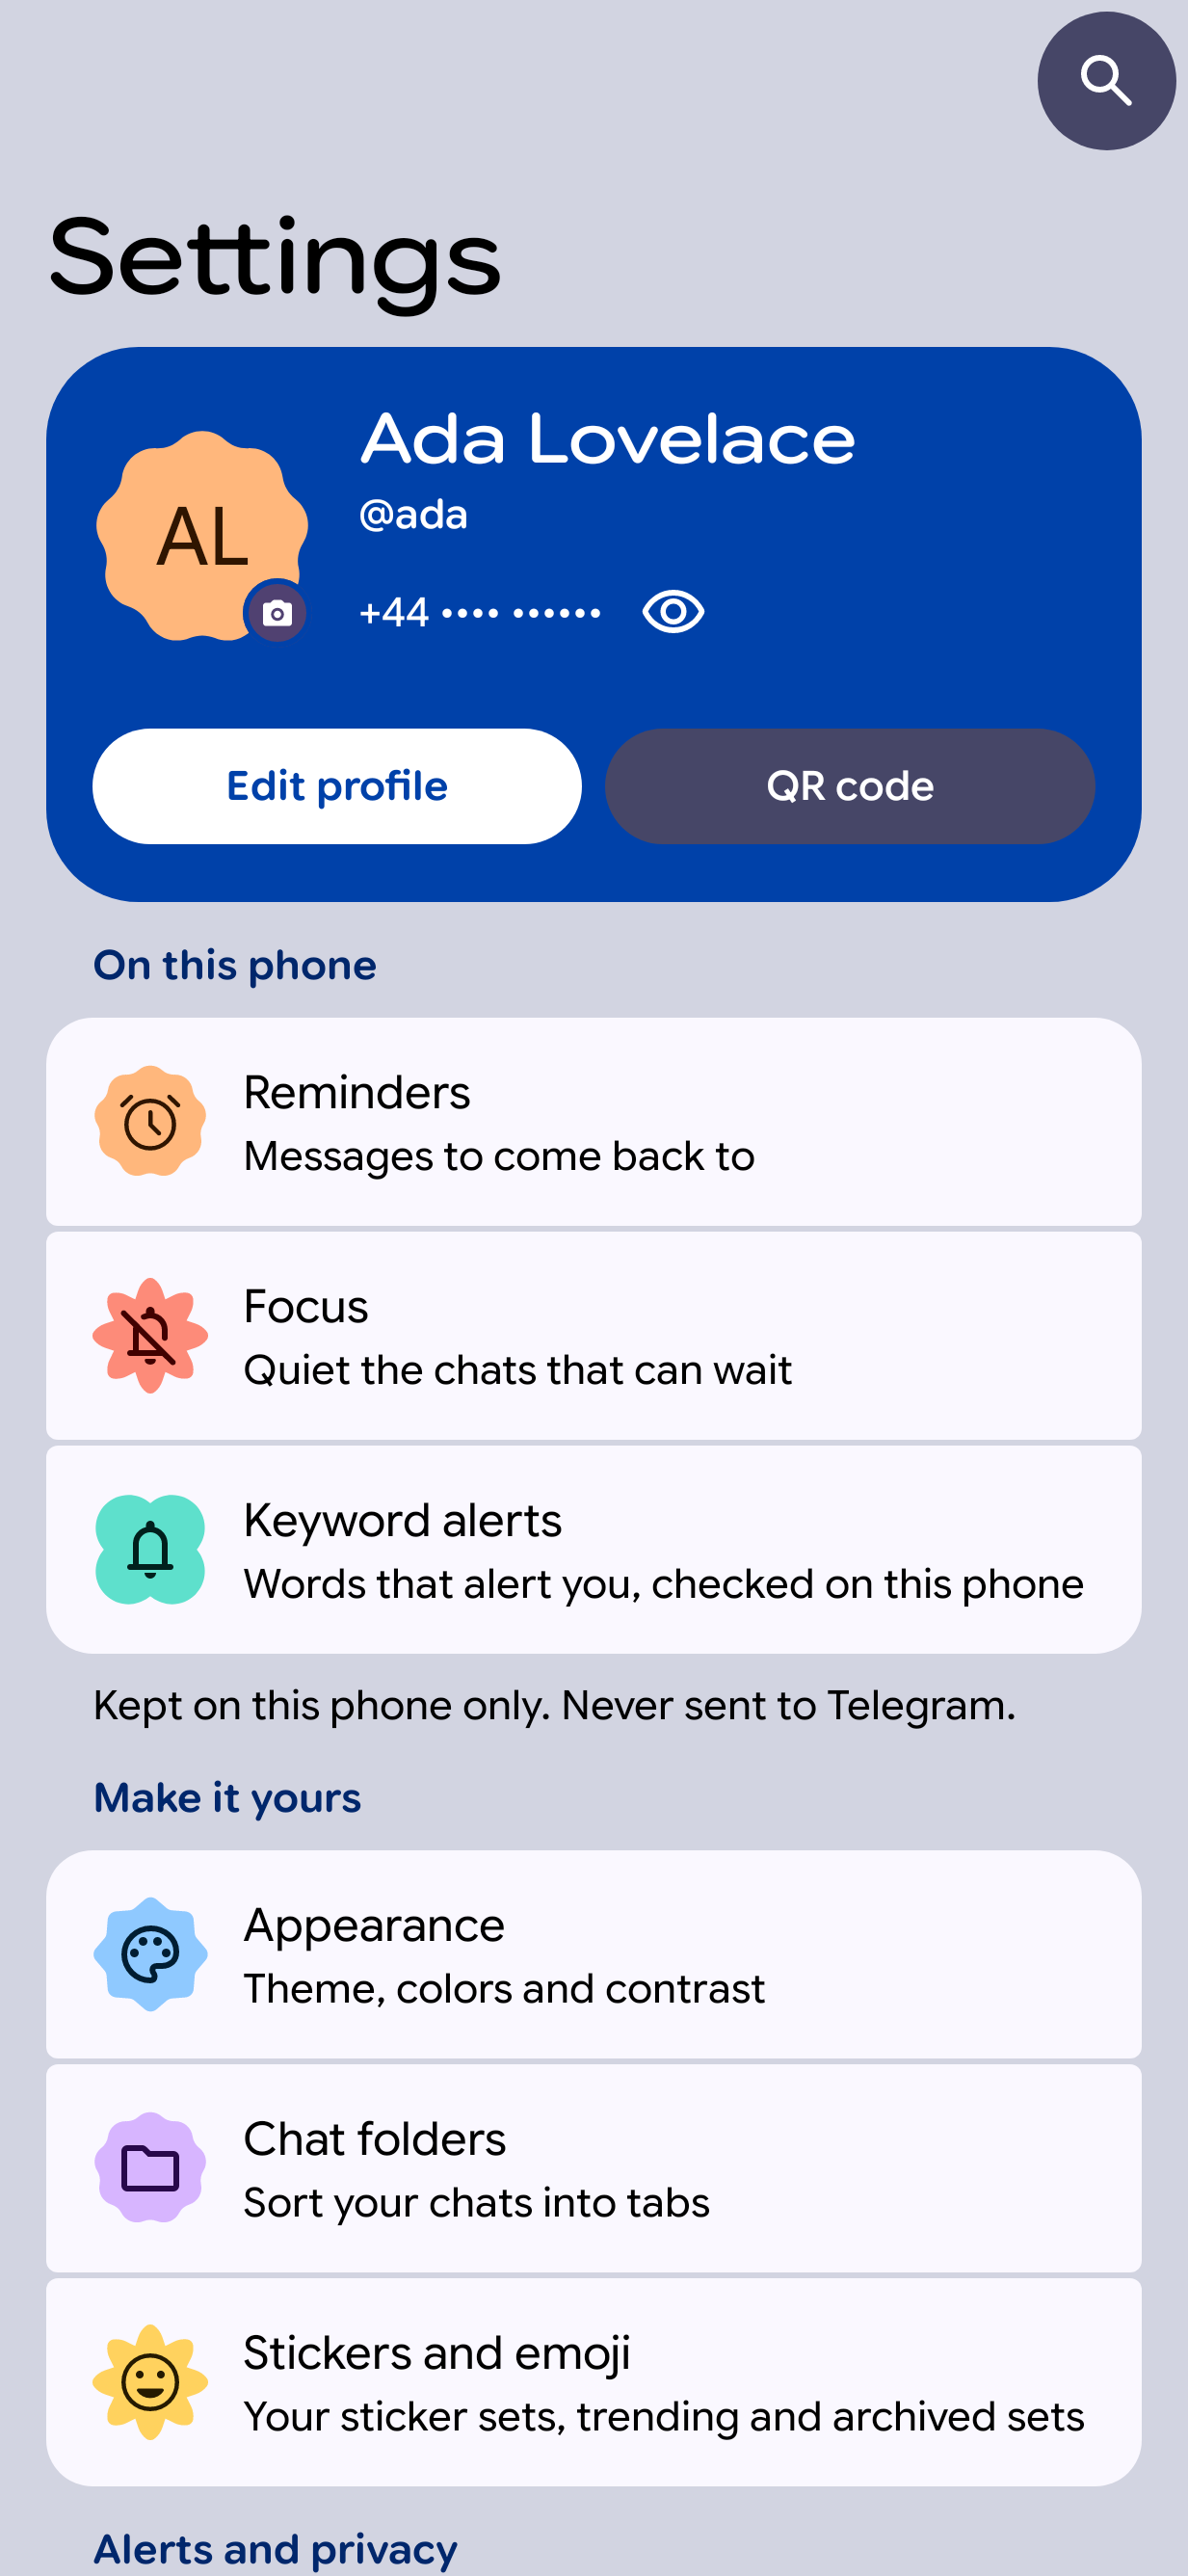 Settings
Ada Lovelace
@ada
AL
+44 •••• ••••••
Edit profile
QR code
On this phone
Reminders
Messages to come back to
Focus
Quiet the chats that can wait
Keyword alerts
Words that alert you, checked on this phone
Kept on this phone only. Never sent to Telegram.
Make it yours
Appearance
Theme, colors and contrast
Chat folders
Sort your chats into tabs
Stickers and emoji
Your sticker sets, trending and archived sets
Alerts and privacy